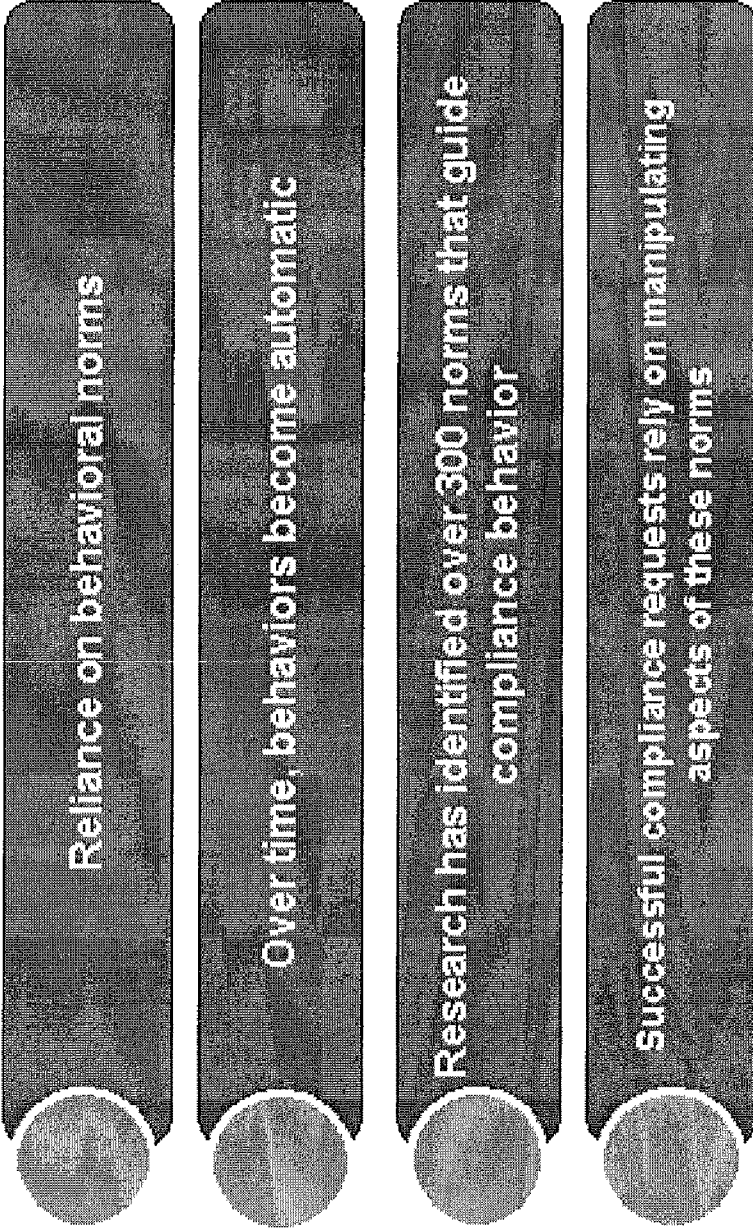 Reliance on behavioral norms
Over time, behaviors become automatic
Research has identified over 300 norms that guide
compliance behavior
Successful compliance requests rely on manipulating
aspects of these norms